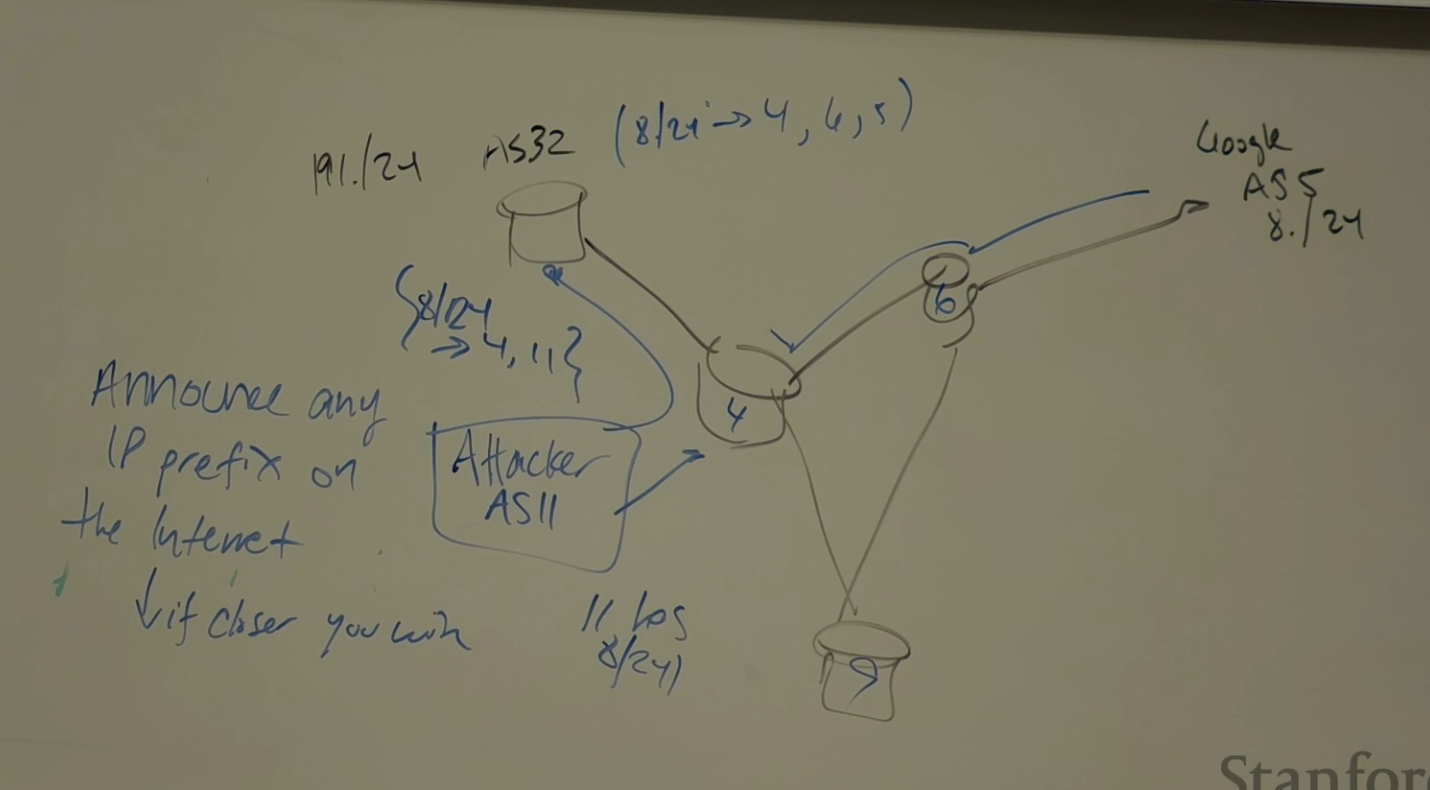 191./24 AS32 (8/24 → 4, 6, 5)
Google
AS5
8./24
6
{8/24
→ 4, 11}
4
Announce any
IP prefix on
the Internet
↓ if closer you win
Attacker
AS11
11 has
8/24)
9
Stanfor